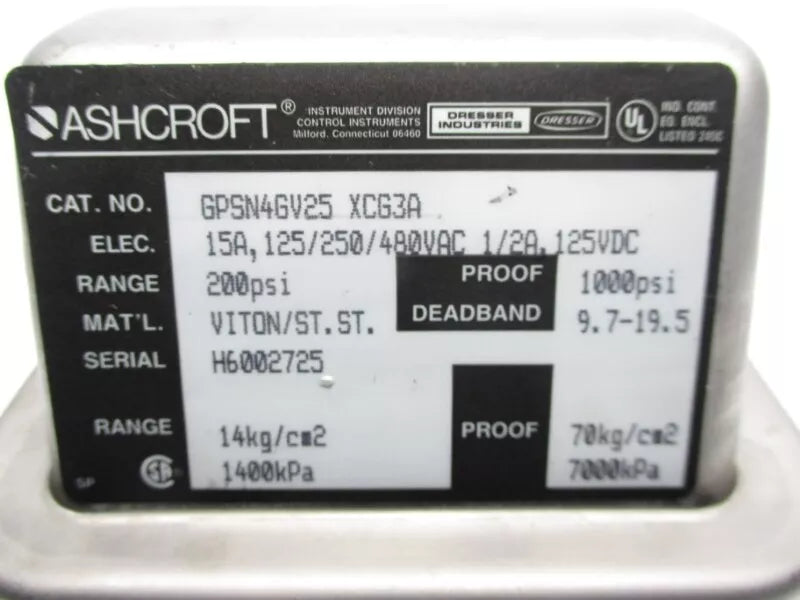 ASHCROFT®
INSTRUMENT DIVISION
CONTROL INSTRUMENTS
Milford, Connecticut 06460
DRESSER
INDUSTRIES
DRESSER
UL
IND. CONT.
EQ. ENCL.
LISTED
CAT. NO. GPSN4GV25 XCG3A
ELEC. 15A,125/250/480VAC 1/2A.125VDC
RANGE 200psi PROOF 1000psi
MAT'L. VITON/ST.ST. DEADBAND 9.7-19.5
SERIAL H6002725
RANGE 14kg/cm2 PROOF 70kg/cm2
1400kPa 7000kPa
SP